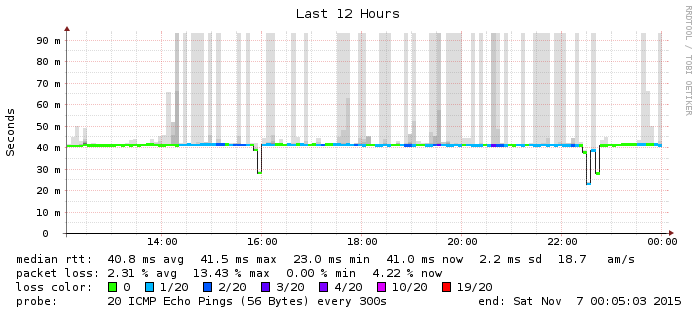 Last 12 Hours
RRDTOOL / TOBI OETIKER
Seconds
90 m
80 m
70 m
60 m
50 m
40 m
30 m
20 m
10 m
0
14:00 16:00 18:00 20:00 22:00 00:00
median rtt: 40.8 ms avg 41.5 ms max 23.0 ms min 41.0 ms now 2.2 ms sd 18.7 am/s
packet loss: 2.31 % avg 13.43 % max 0.00 % min 4.22 % now
loss color: 0 1/20 2/20 3/20 4/20 10/20 19/20
probe: 20 ICMP Echo Pings (56 Bytes) every 300s end: Sat Nov 7 00:05:03 2015